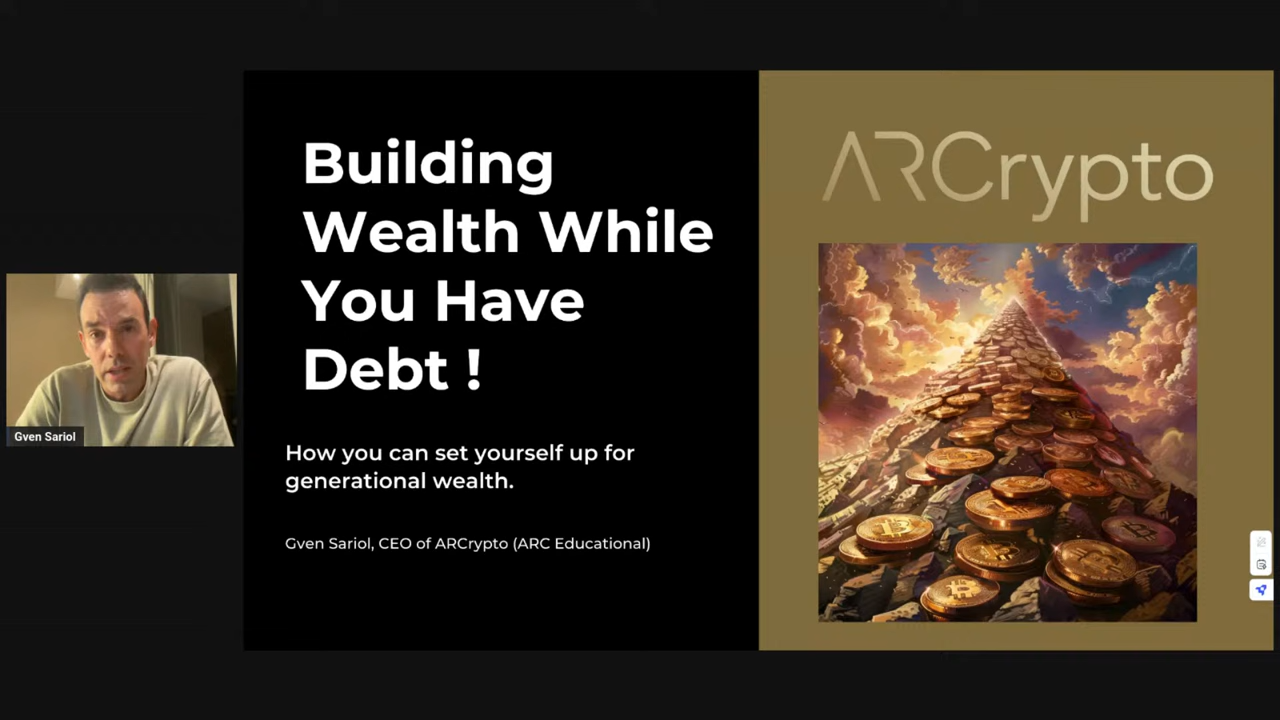 Building
Wealth While
You Have
Debt !
How you can set yourself up for
generational wealth.
Gven Sariol, CEO of ARCrypto (ARC Educational)
ARCrypto
Gven Sariol